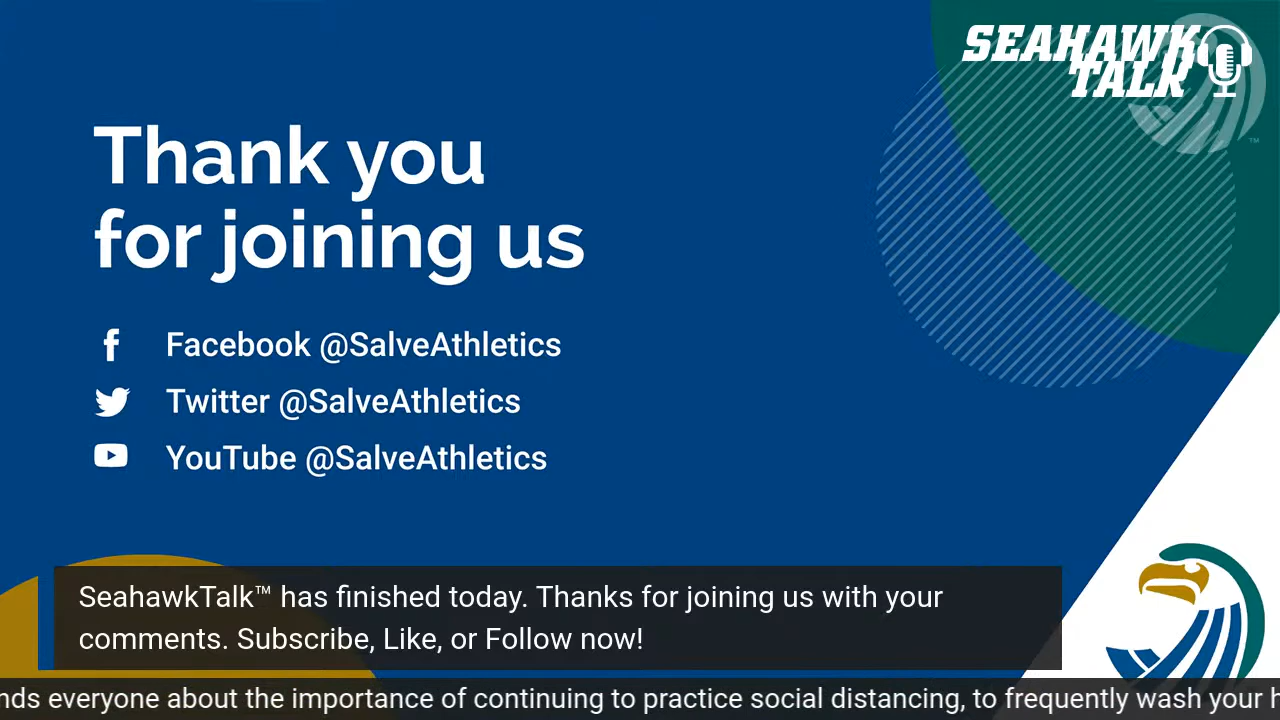 SEAHAWK
TALK
TM
Thank you
for joining us
Facebook @SalveAthletics
Twitter @SalveAthletics
YouTube @SalveAthletics
SeahawkTalk™ has finished today. Thanks for joining us with your
comments. Subscribe, Like, or Follow now!
everyone about the importance of continuing to practice social distancing, to frequently wash your